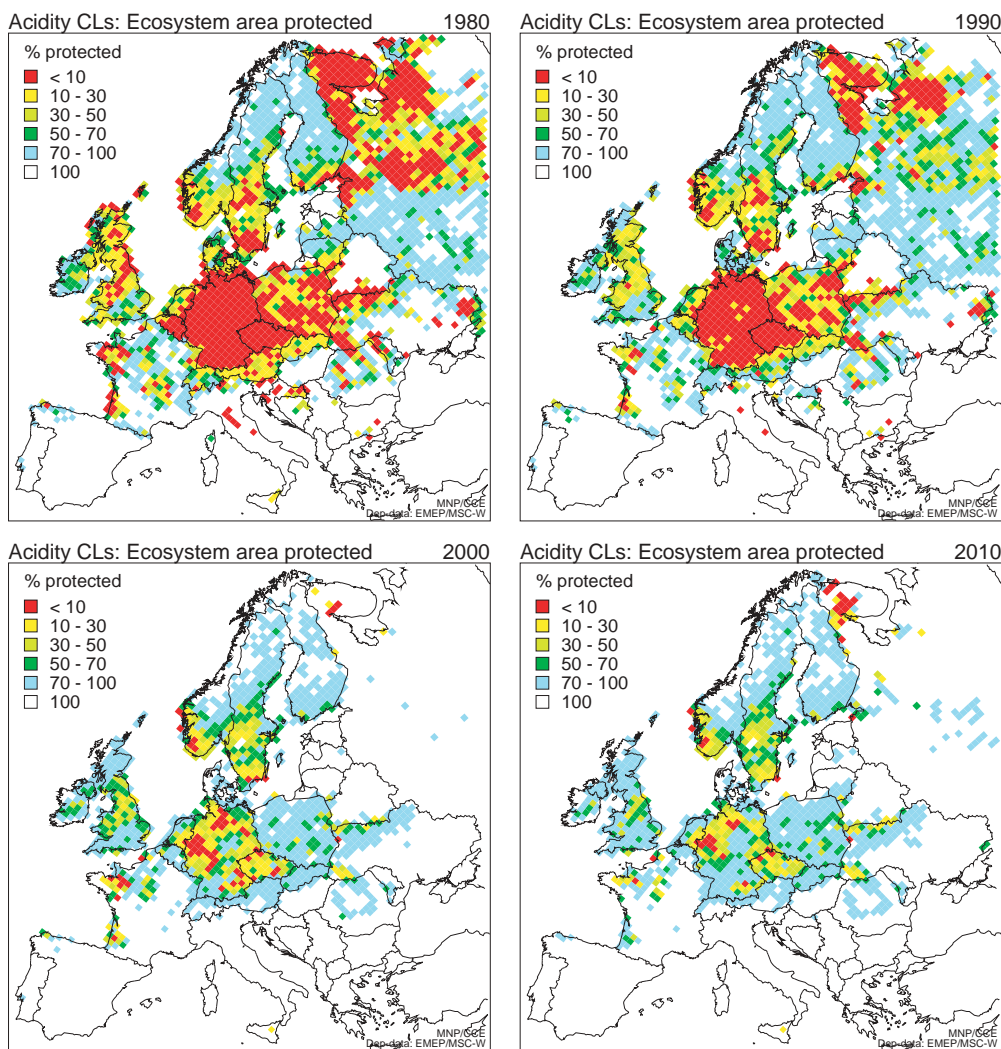 Acidity CLs: Ecosystem area protected 1980
% protected
< 10
10 - 30
30 - 50
50 - 70
70 - 100
100
MNP/CCE
Dep-data: EMEP/MSC-W
Acidity CLs: Ecosystem area protected 1990
% protected
< 10
10 - 30
30 - 50
50 - 70
70 - 100
100
MNP/CCE
Dep-data: EMEP/MSC-W
Acidity CLs: Ecosystem area protected 2000
% protected
< 10
10 - 30
30 - 50
50 - 70
70 - 100
100
MNP/CCE
Dep-data: EMEP/MSC-W
Acidity CLs: Ecosystem area protected 2010
% protected
< 10
10 - 30
30 - 50
50 - 70
70 - 100
100
MNP/CCE
Dep-data: EMEP/MSC-W